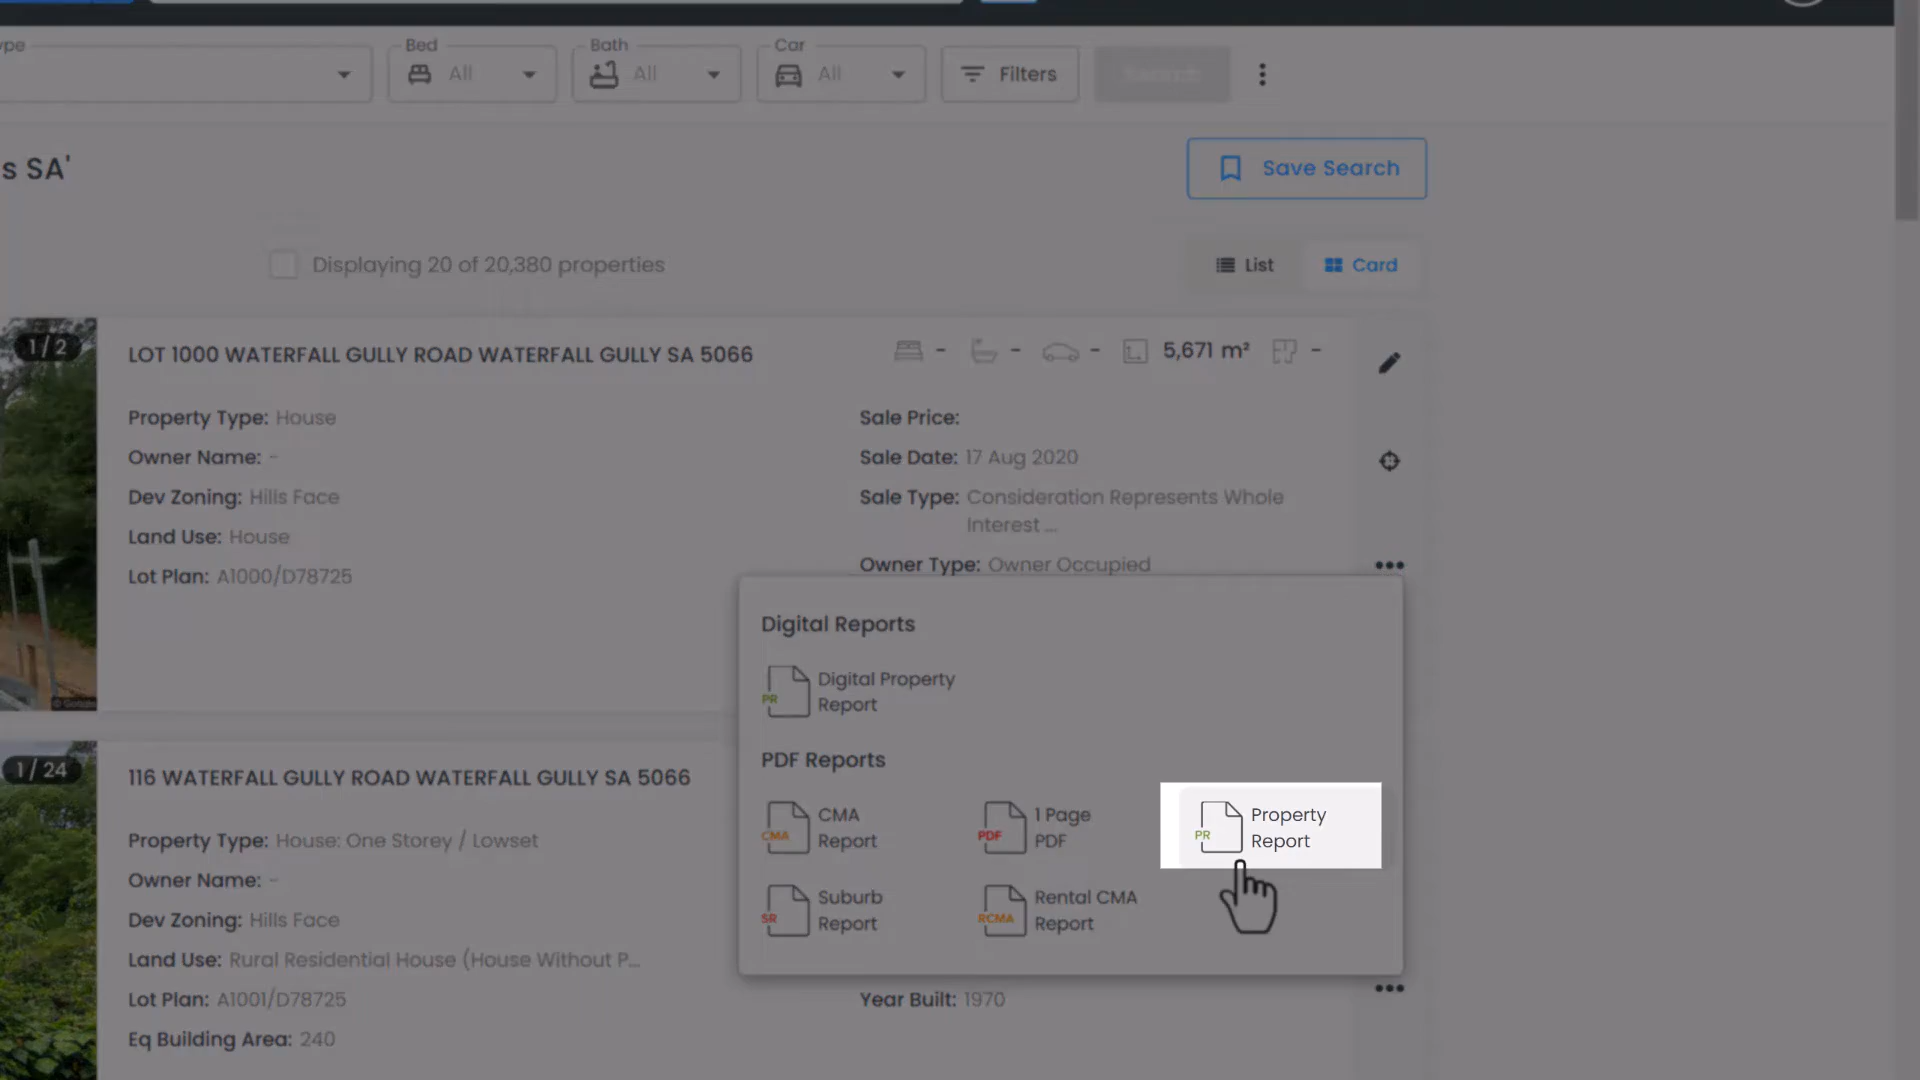 ype
Bed
All
Bath
All
Car
All
Filters
Search
s SA'
Save Search
Displaying 20 of 20,380 properties
List
Card
1 / 2
LOT 1000 WATERFALL GULLY ROAD WATERFALL GULLY SA 5066
- - - 5,671 m² -
Property Type: House
Owner Name: -
Dev Zoning: Hills Face
Land Use: House
Lot Plan: A1000/D78725
Sale Price:
Sale Date: 17 Aug 2020
Sale Type: Consideration Represents Whole
Interest ...
Owner Type: Owner Occupied
© Google
Digital Reports
PR
Digital Property
Report
PDF Reports
CMA
CMA
Report
PDF
1 Page
PDF
PR
Property
Report
SR
Suburb
Report
RCMA
Rental CMA
Report
1 / 24
116 WATERFALL GULLY ROAD WATERFALL GULLY SA 5066
Property Type: House: One Storey / Lowset
Owner Name: -
Dev Zoning: Hills Face
Land Use: Rural Residential House (House Without P...
Lot Plan: A1001/D78725
Eq Building Area: 240
Year Built: 1970